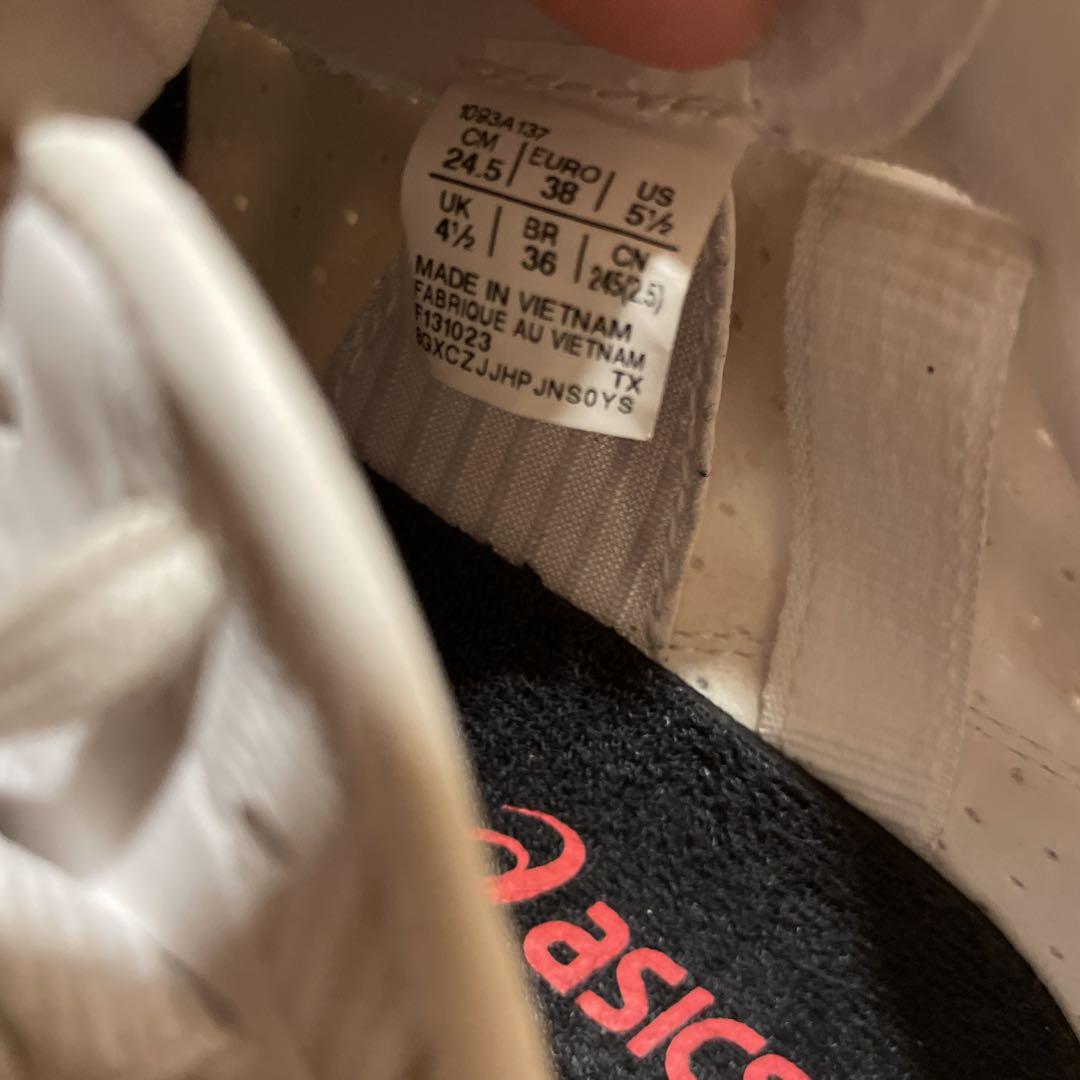 1093A137
CM EURO US
24.5 38 5½
UK BR CN
4½ 36 245(2.5)
MADE IN VIETNAM
FABRIQUE AU VIETNAM
F131023 TX
8GXCZJJHPJNS0YS
asics